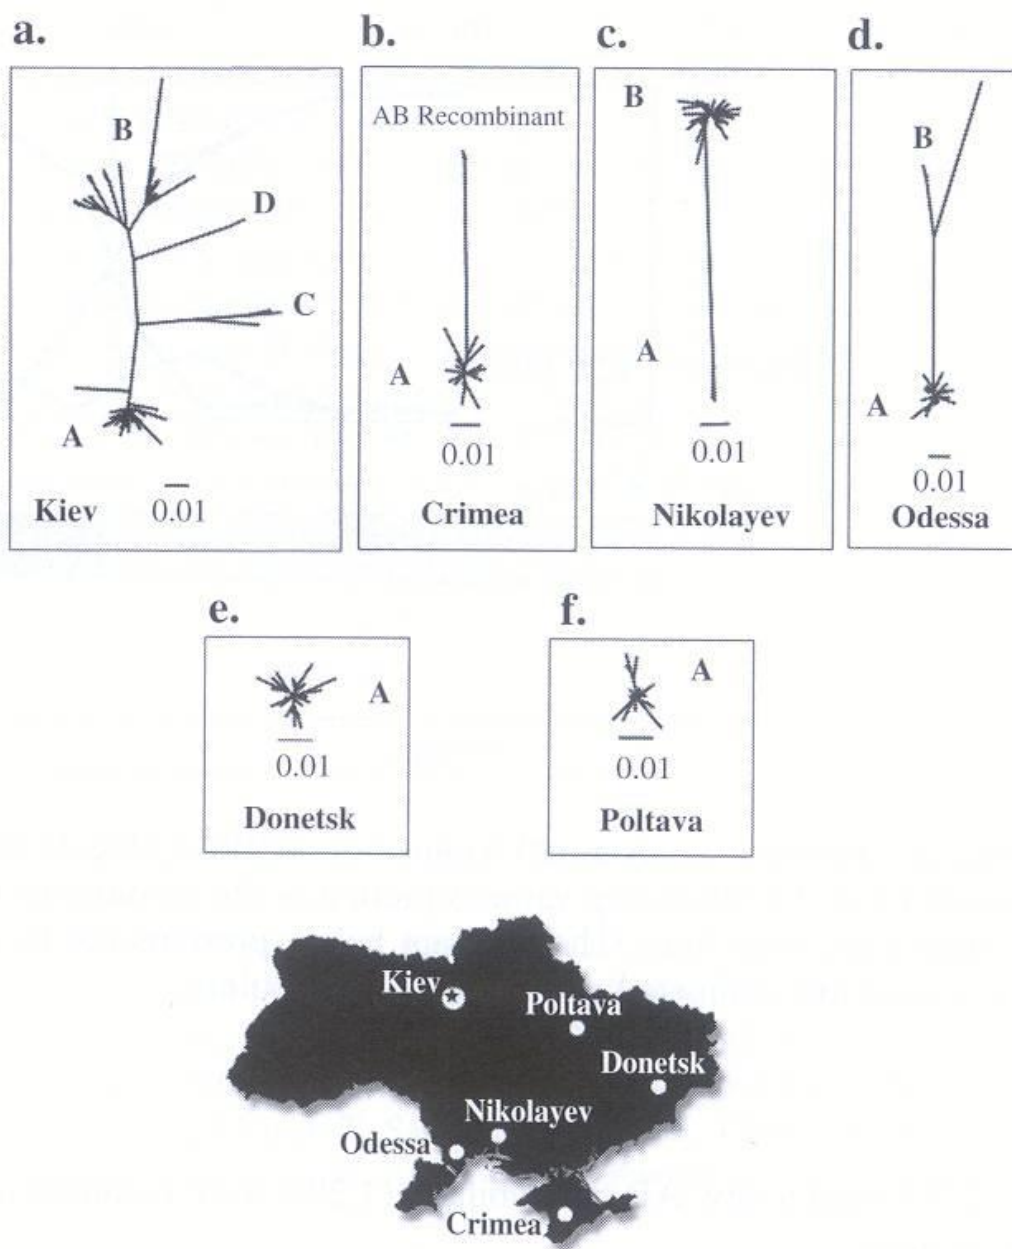 a.
B
D
C
A
Kiev 0.01
b.
AB Recombinant
A
0.01
Crimea
c.
B
A
0.01
Nikolayev
d.
B
A
0.01
Odessa
e.
A
0.01
Donetsk
f.
A
0.01
Poltava
Kiev
Poltava
Donetsk
Nikolayev
Odessa
Crimea